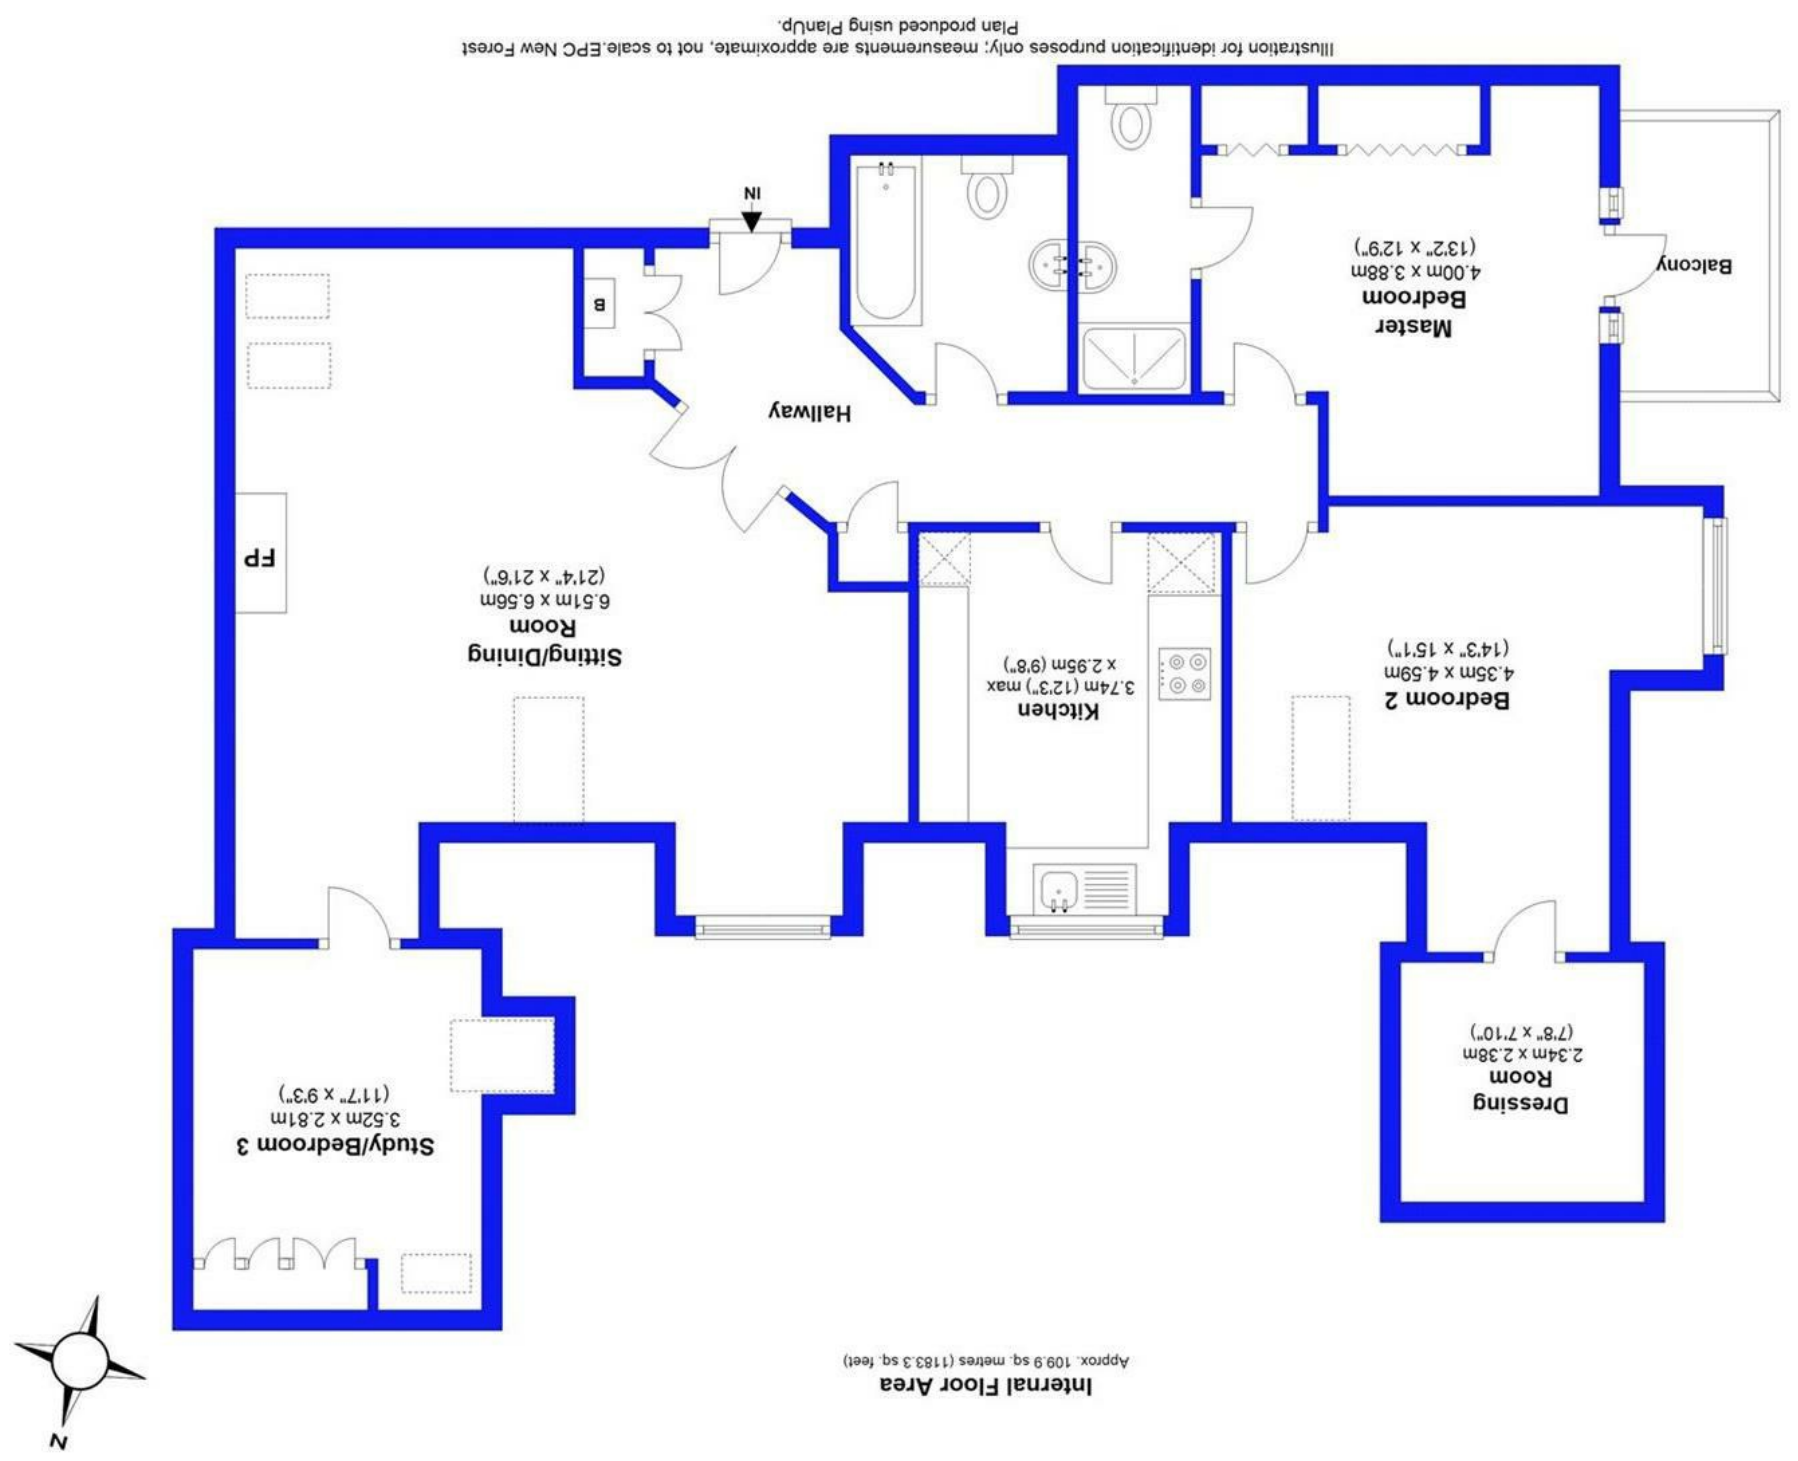 Internal Floor Area
Approx. 109.9 sq. metres (1183.3 sq. feet)
N
Dressing
Room
2.34m x 2.38m
(7'8" x 7'10")
Study/Bedroom 3
3.52m x 2.81m
(11'7" x 9'3")
Bedroom 2
4.35m x 4.59m
(14'3" x 15'1")
Kitchen
3.74m (12'3") max
x 2.95m (9'8")
Sitting/Dining
Room
6.51m x 6.56m
(21'4" x 21'6")
FP
Hallway
Master
Bedroom
4.00m x 3.88m
(13'2" x 12'9")
Balcony
B
IN
Illustration for identification purposes only; measurements are approximate, not to scale.EPC New Forest
Plan produced using PlanUp.